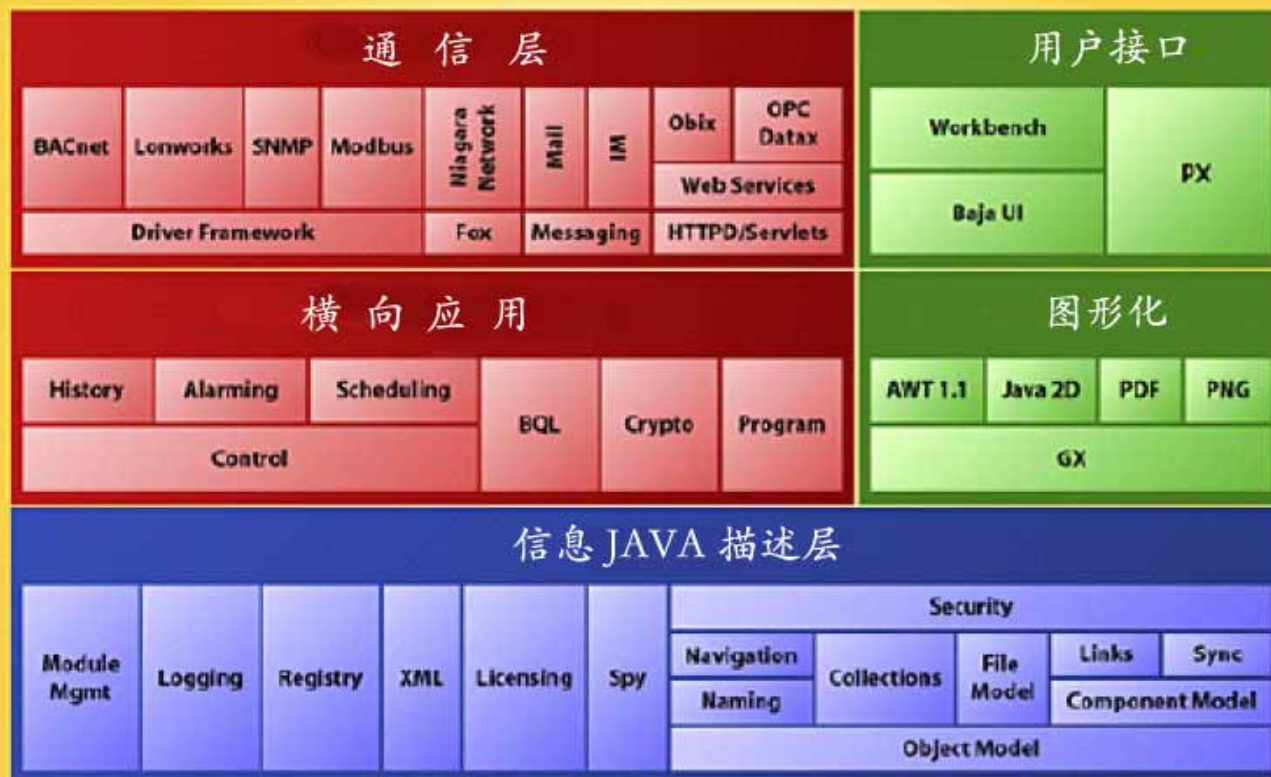 通信层
BACnet
Lonworks
SNMP
Modbus
Niagara
Network
Mail
IM
Obix
OPC
Datax
Web Services
Driver Framework
Fox
Messaging
HTTPD/Servlets
用户接口
Workbench
Baja UI
PX
横向应用
History
Alarming
Scheduling
Control
BQL
Crypto
Program
图形化
AWT 1.1
Java 2D
PDF
PNG
GX
信息JAVA描述层
Module
Mgmt
Logging
Registry
XML
Licensing
Spy
Security
Navigation
Naming
Collections
File
Model
Links
Sync
Component Model
Object Model